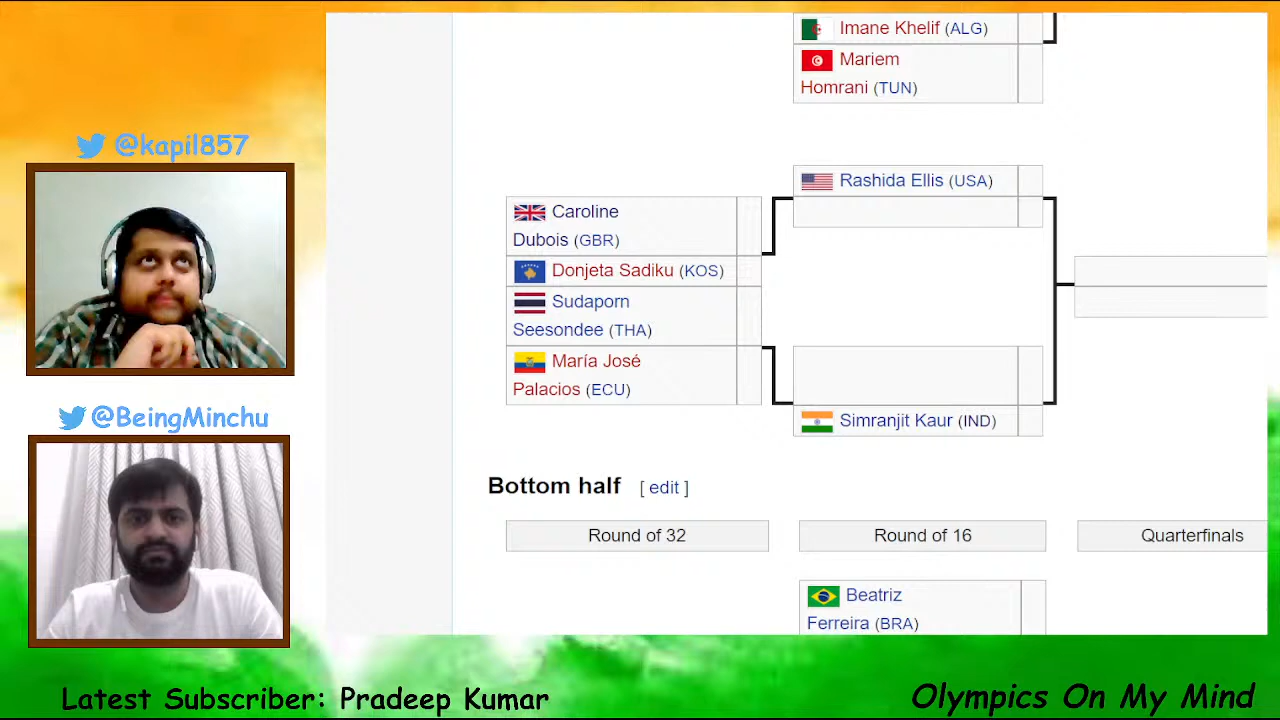 @kapil857
@BeingMinchu
Imane Khelif (ALG)
Mariem
Homrani (TUN)
Rashida Ellis (USA)
Caroline
Dubois (GBR)
Donjeta Sadiku (KOS)
Sudaporn
Seesondee (THA)
María José
Palacios (ECU)
Simranjit Kaur (IND)
Bottom half [ edit ]
Round of 32
Round of 16
Quarterfinals
Beatriz
Ferreira (BRA)
Latest Subscriber: Pradeep Kumar
Olympics On My Mind